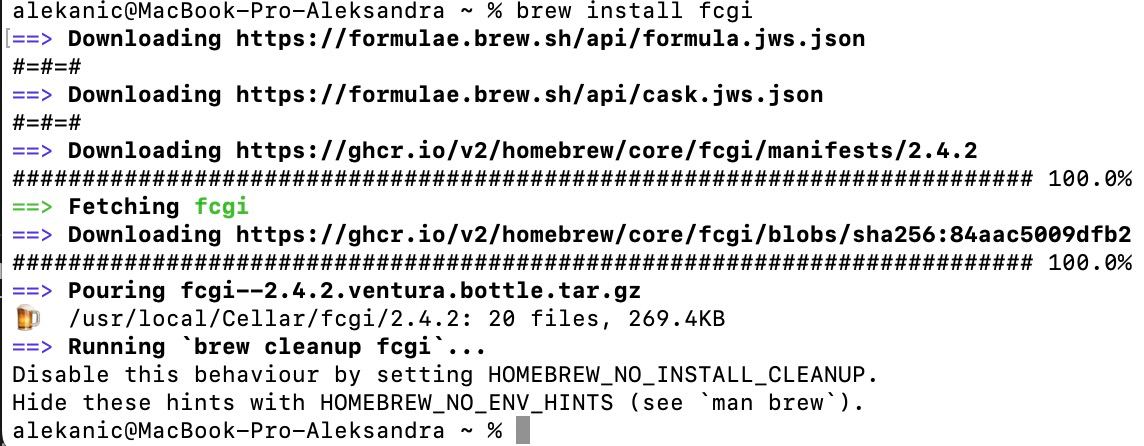 alekanic@MacBook-Pro-Aleksandra ~ % brew install fcgi
[==> Downloading https://formulae.brew.sh/api/formula.jws.json
#=#=#
==> Downloading https://formulae.brew.sh/api/cask.jws.json
#=#=#
==> Downloading https://ghcr.io/v2/homebrew/core/fcgi/manifests/2.4.2
######################################################################### 100.0%
==> Fetching fcgi
==> Downloading https://ghcr.io/v2/homebrew/core/fcgi/blobs/sha256:84aac5009dfb2
######################################################################### 100.0%
==> Pouring fcgi--2.4.2.ventura.bottle.tar.gz
🍺  /usr/local/Cellar/fcgi/2.4.2: 20 files, 269.4KB
==> Running `brew cleanup fcgi`...
Disable this behaviour by setting HOMEBREW_NO_INSTALL_CLEANUP.
Hide these hints with HOMEBREW_NO_ENV_HINTS (see `man brew`).
alekanic@MacBook-Pro-Aleksandra ~ %